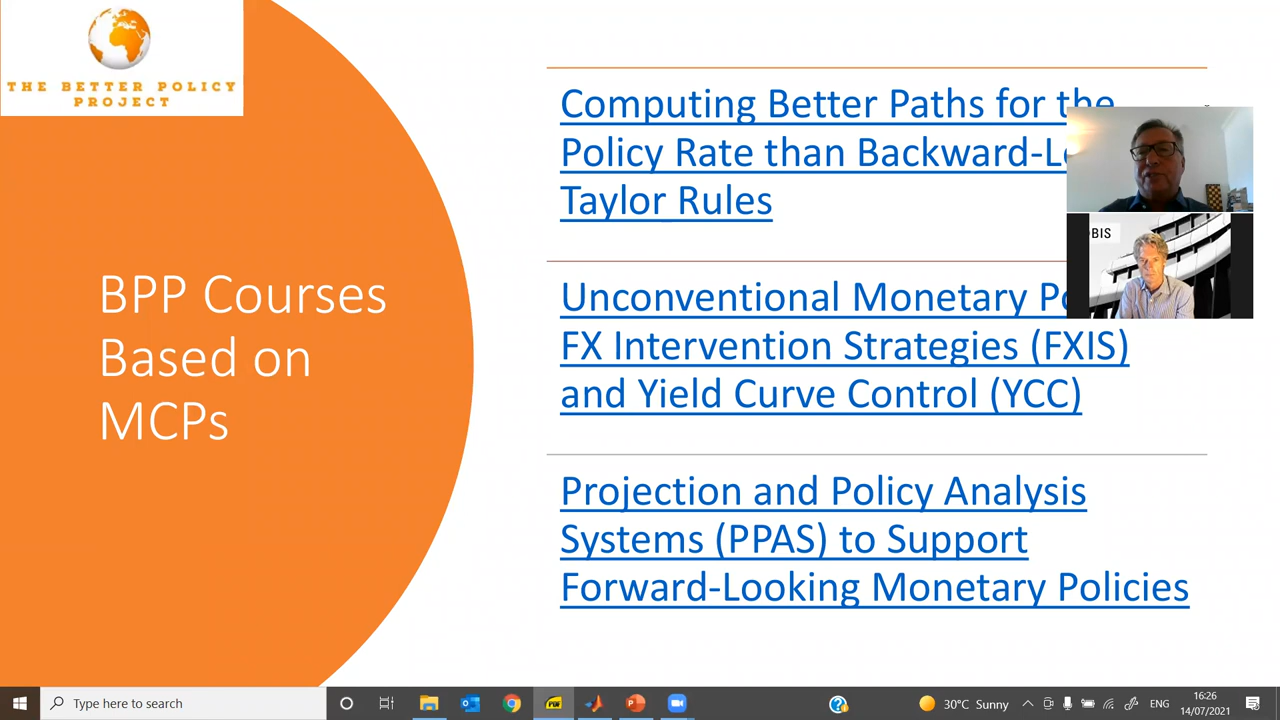 THE BETTER POLICY
PROJECT
BPP Courses
Based on
MCPs
Computing Better Paths for the
Policy Rate than
Taylor Rules
Unconventional Monetary
FX Intervention Strategies (FXIS)
and Yield Curve Control (YCC)
Projection and Policy Analysis
Systems (PPAS) to Support
Forward-Looking Monetary Policies
BIS
Type here to search
30°C Sunny
ENG
16:26
14/07/2021